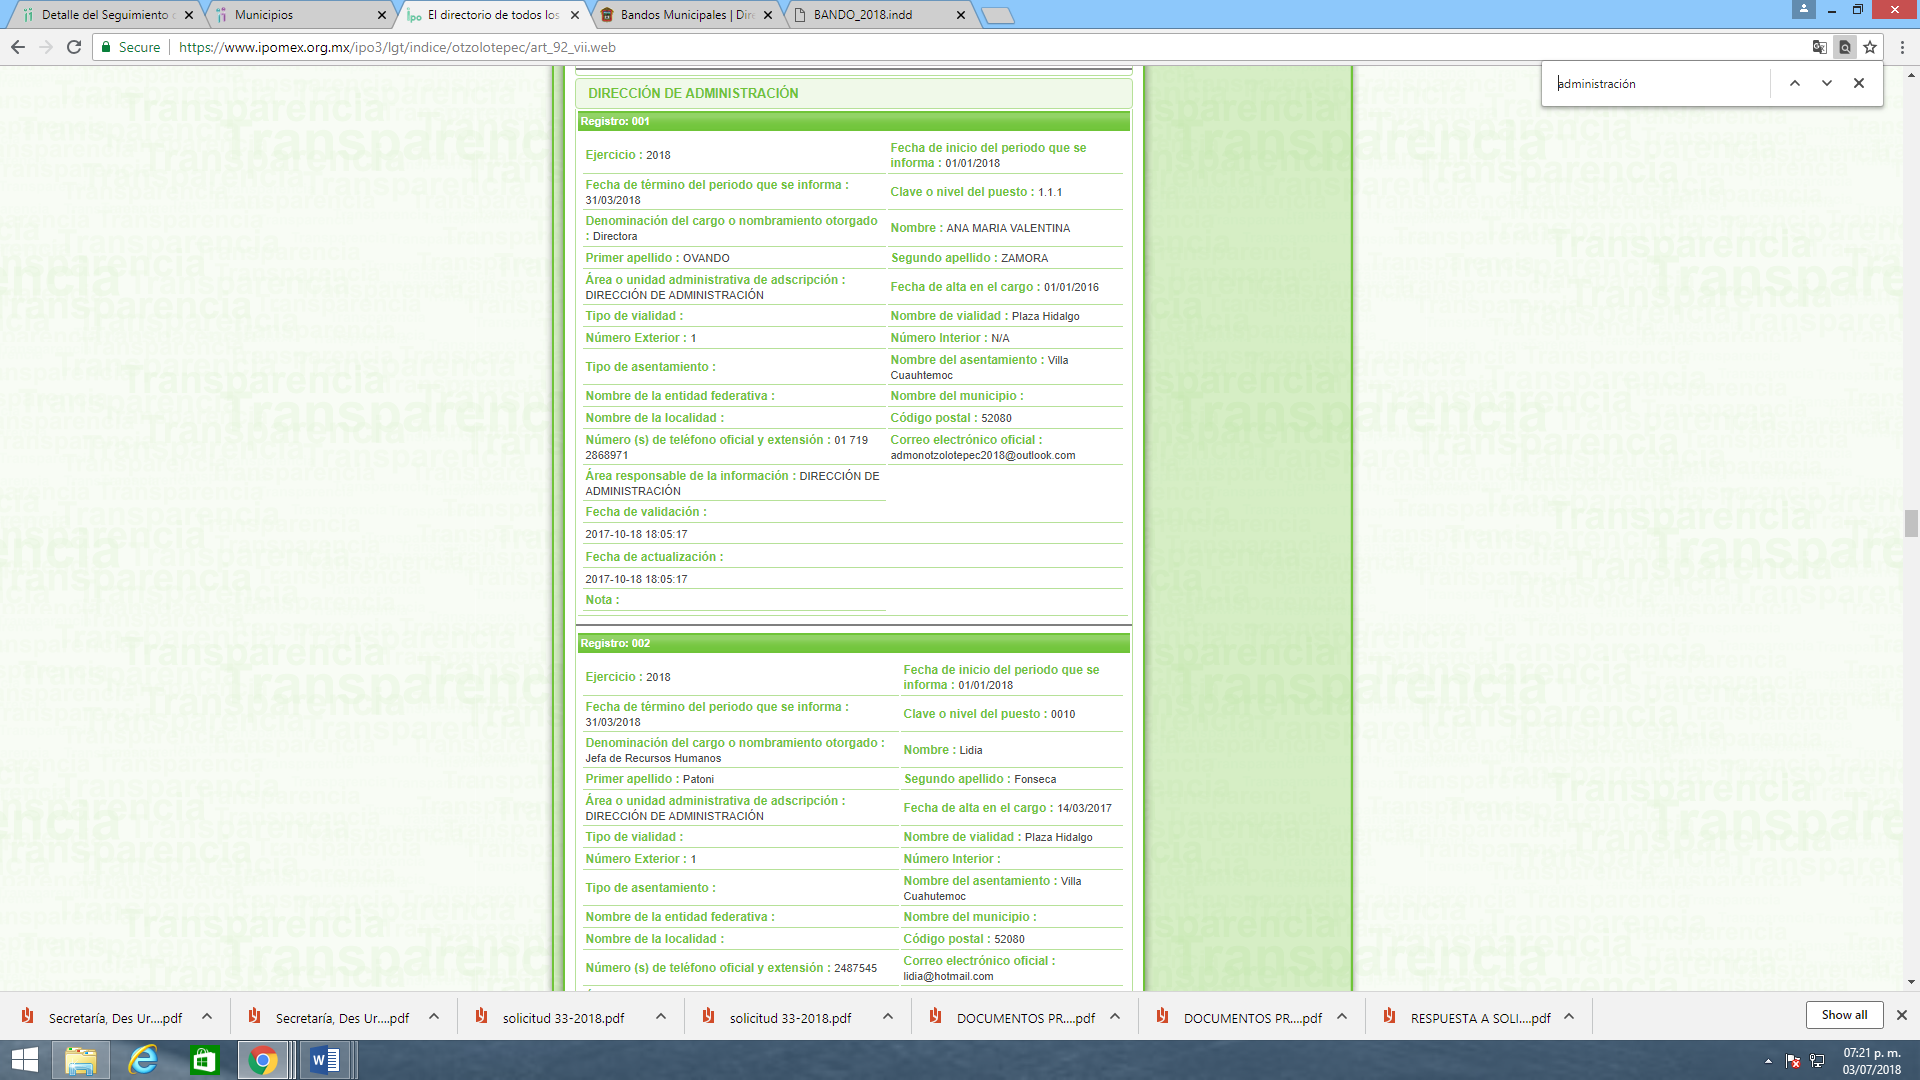 Detalle del Seguimiento
Municipios
El directorio de todos los
Bandos Municipales | Dir
BANDO_2018.indd
Secure
https://www.ipomex.org.mx/ipo3/lgt/indice/otzolotepec/art_92_vii.web
administración
DIRECCIÓN DE ADMINISTRACIÓN
Registro: 001
Ejercicio : 2018
Fecha de inicio del periodo que se
informa : 01/01/2018
Fecha de término del periodo que se informa :
31/03/2018
Clave o nivel del puesto : 1.1.1
Denominación del cargo o nombramiento otorgado
: Directora
Nombre : ANA MARIA VALENTINA
Primer apellido : OVANDO
Segundo apellido : ZAMORA
Área o unidad administrativa de adscripción :
DIRECCIÓN DE ADMINISTRACIÓN
Fecha de alta en el cargo : 01/01/2016
Tipo de vialidad :
Nombre de vialidad : Plaza Hidalgo
Número Exterior : 1
Número Interior : N/A
Tipo de asentamiento :
Nombre del asentamiento : Villa
Cuauhtemoc
Nombre de la entidad federativa :
Nombre del municipio :
Nombre de la localidad :
Código postal : 52080
Número (s) de teléfono oficial y extensión : 01 719
2868971
Correo electrónico oficial :
admonotzolotepec2018@outlook.com
Área responsable de la información : DIRECCIÓN DE
ADMINISTRACIÓN
Fecha de validación :
2017-10-18 18:05:17
Fecha de actualización :
2017-10-18 18:05:17
Nota :
Registro: 002
Ejercicio : 2018
Fecha de inicio del periodo que se
informa : 01/01/2018
Fecha de término del periodo que se informa :
31/03/2018
Clave o nivel del puesto : 0010
Denominación del cargo o nombramiento otorgado :
Jefa de Recursos Humanos
Nombre : Lidia
Primer apellido : Patoni
Segundo apellido : Fonseca
Área o unidad administrativa de adscripción :
DIRECCIÓN DE ADMINISTRACIÓN
Fecha de alta en el cargo : 14/03/2017
Tipo de vialidad :
Nombre de vialidad : Plaza Hidalgo
Número Exterior : 1
Número Interior :
Tipo de asentamiento :
Nombre del asentamiento : Villa
Cuahutemoc
Nombre de la entidad federativa :
Nombre del municipio :
Nombre de la localidad :
Código postal : 52080
Número (s) de teléfono oficial y extensión : 2487545
Correo electrónico oficial :
lidia@hotmail.com
Secretaría, Des Ur....pdf
Secretaría, Des Ur....pdf
solicitud 33-2018.pdf
solicitud 33-2018.pdf
DOCUMENTOS PR....pdf
DOCUMENTOS PR....pdf
RESPUESTA A SOLI....pdf
Show all
07:21 p. m.
03/07/2018